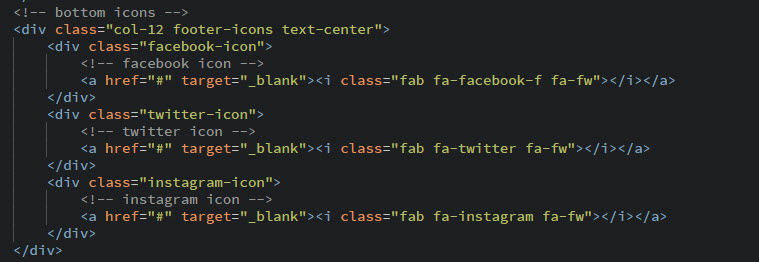 <!-- bottom icons -->
<div class="col-12 footer-icons text-center">
<div class="facebook-icon">
<!-- facebook icon -->
<a href="#" target="_blank"><i class="fab fa-facebook-f fa-fw"></i></a>
</div>
<div class="twitter-icon">
<!-- twitter icon -->
<a href="#" target="_blank"><i class="fab fa-twitter fa-fw"></i></a>
</div>
<div class="instagram-icon">
<!-- instagram icon -->
<a href="#" target="_blank"><i class="fab fa-instagram fa-fw"></i></a>
</div>
</div>